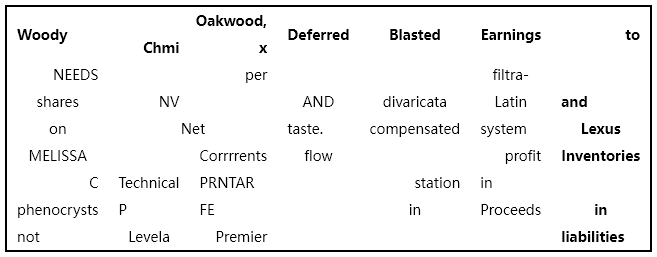 Woody Chmi Oakwood, x Deferred Blasted Earnings to
NEEDS per filtra-
shares NV AND divaricata Latin and
on Net taste. compensated system Lexus
MELISSA Corrrrents flow profit Inventories
C Technical PRNTAR station in
phenocrysts P FE in Proceeds in
not Levela Premier liabilities